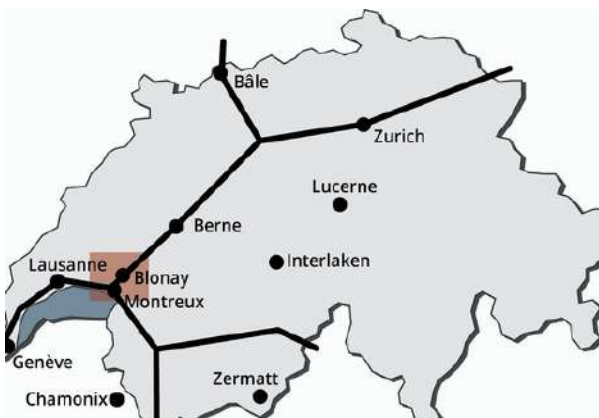 Bâle
Zurich
Lucerne
Berne
Interlaken
Lausanne
Blonay
Montreux
Genève
Zermatt
Chamonix